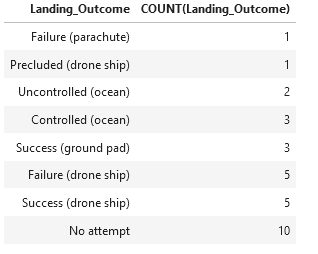 Landing_Outcome COUNT(Landing_Outcome)
Failure (parachute) 1
Precluded (drone ship) 1
Uncontrolled (ocean) 2
Controlled (ocean) 3
Success (ground pad) 3
Failure (drone ship) 5
Success (drone ship) 5
No attempt 10